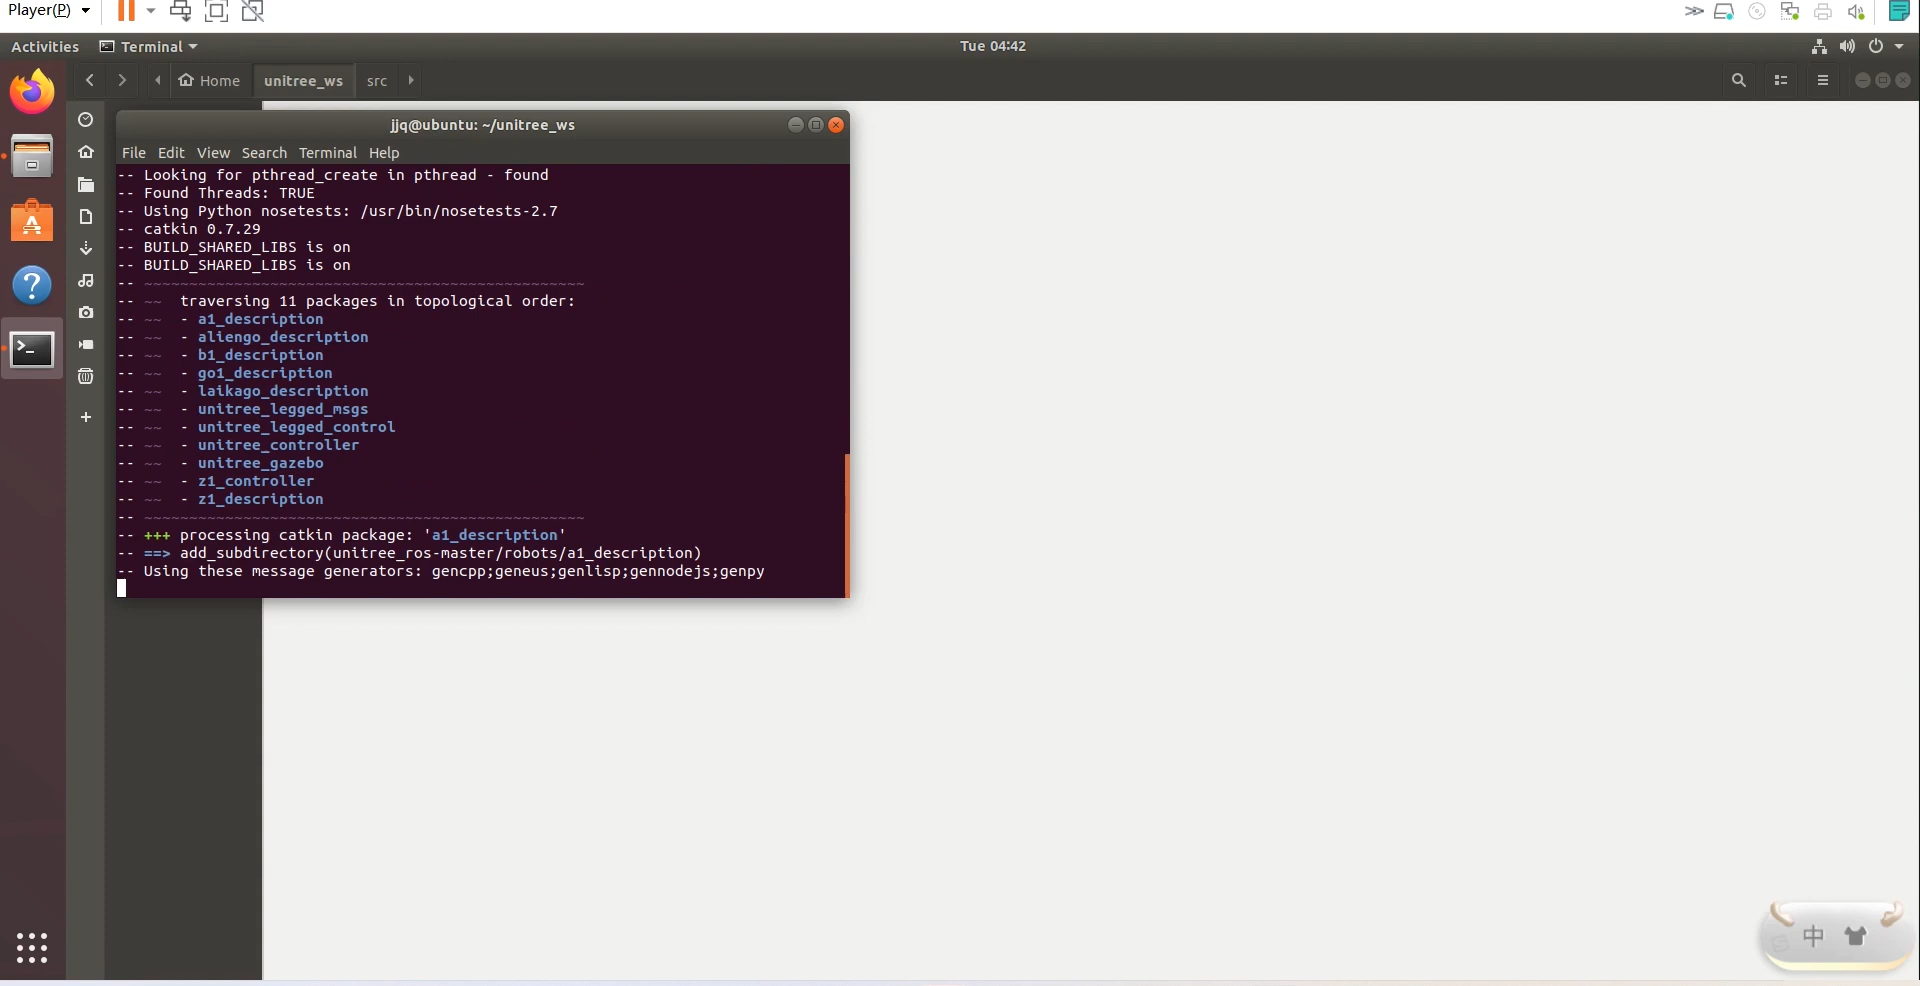 Player(P)
Activities
Terminal
Tue 04:42
Home
unitree_ws
src
jjq@ubuntu: ~/unitree_ws
File Edit View Search Terminal Help
-- Looking for pthread_create in pthread - found
-- Found Threads: TRUE
-- Using Python nosetests: /usr/bin/nosetests-2.7
-- catkin 0.7.29
-- BUILD_SHARED_LIBS is on
-- BUILD_SHARED_LIBS is on
-- ~~~~~~~~~~~~~~~~~~~~~~~~~~~~~~~~~~~~~~~~~~~~~~~~~
-- ~~  traversing 11 packages in topological order:
-- ~~  - a1_description
-- ~~  - aliengo_description
-- ~~  - b1_description
-- ~~  - go1_description
-- ~~  - laikago_description
-- ~~  - unitree_legged_msgs
-- ~~  - unitree_legged_control
-- ~~  - unitree_controller
-- ~~  - unitree_gazebo
-- ~~  - z1_controller
-- ~~  - z1_description
-- ~~~~~~~~~~~~~~~~~~~~~~~~~~~~~~~~~~~~~~~~~~~~~~~~~
-- +++ processing catkin package: 'a1_description'
-- ==> add_subdirectory(unitree_ros-master/robots/a1_description)
-- Using these message generators: gencpp;geneus;genlisp;gennodejs;genpy
中